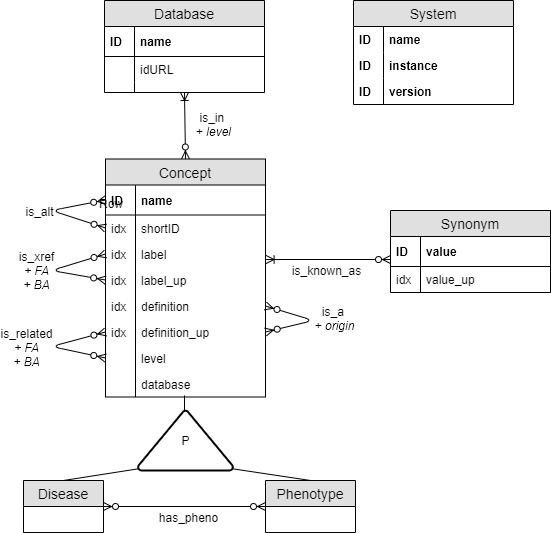 Database
ID name
idURL
System
ID name
ID instance
ID version
is_in
+ level
Concept
ID name
Row
idx shortID
idx label
idx label_up
idx definition
idx definition_up
level
database
is_alt
is_xref
+ FA
+ BA
is_related
+ FA
+ BA
is_known_as
is_a
+ origin
Synonym
ID value
idx value_up
P
Disease
has_pheno
Phenotype